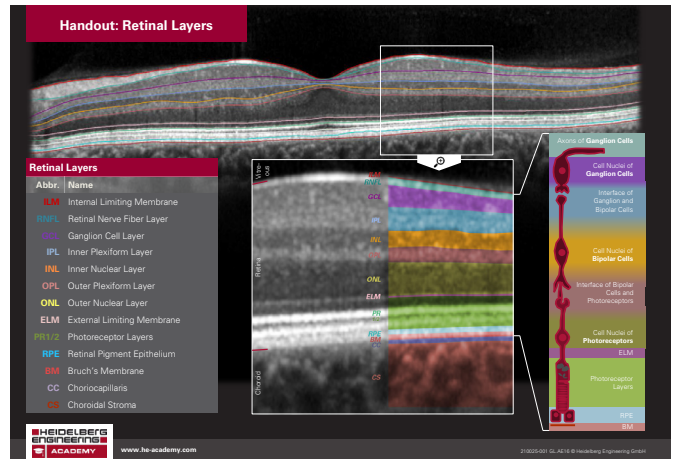 Handout: Retinal Layers
Retinal Layers
Abbr. Name
ILM Internal Limiting Membrane
RNFL Retinal Nerve Fiber Layer
GCL Ganglion Cell Layer
IPL Inner Plexiform Layer
INL Inner Nuclear Layer
OPL Outer Plexiform Layer
ONL Outer Nuclear Layer
ELM External Limiting Membrane
PR1/2 Photoreceptor Layers
RPE Retinal Pigment Epithelium
BM Bruch's Membrane
CC Choriocapillaris
CS Choroidal Stroma
Vitre-
ous
Retina
Choroid
ILM
RNFL
GCL
IPL
INL
ONL
ELM
PR
RPE
BM
CS
Axons of Ganglion Cells
Cell Nuclei of
Ganglion Cells
Interface of
Ganglion and
Bipolar Cells
Cell Nuclei of
Bipolar Cells
Interface of Bipolar
Cells and
Photoreceptors
Cell Nuclei of
Photoreceptors
ELM
Photoreceptor
Layers
RPE
BM
HEIDELBERG
ENGINEERING
ACADEMY
www.he-academy.com
210025-001 GL.AE18 © Heidelberg Engineering GmbH